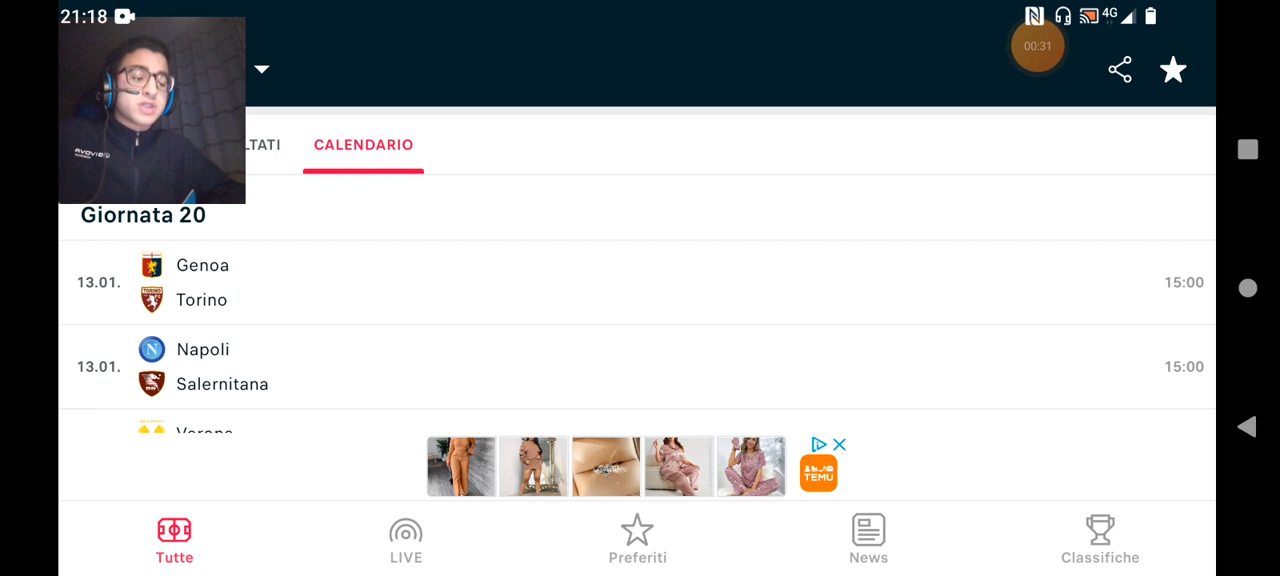 21:18
4G
00:31
LTATI
CALENDARIO
Giornata 20
13.01.
Genoa
Torino
15:00
13.01.
Napoli
Salernitana
15:00
Verona
TEMU
Tutte
LIVE
Preferiti
News
Classifiche